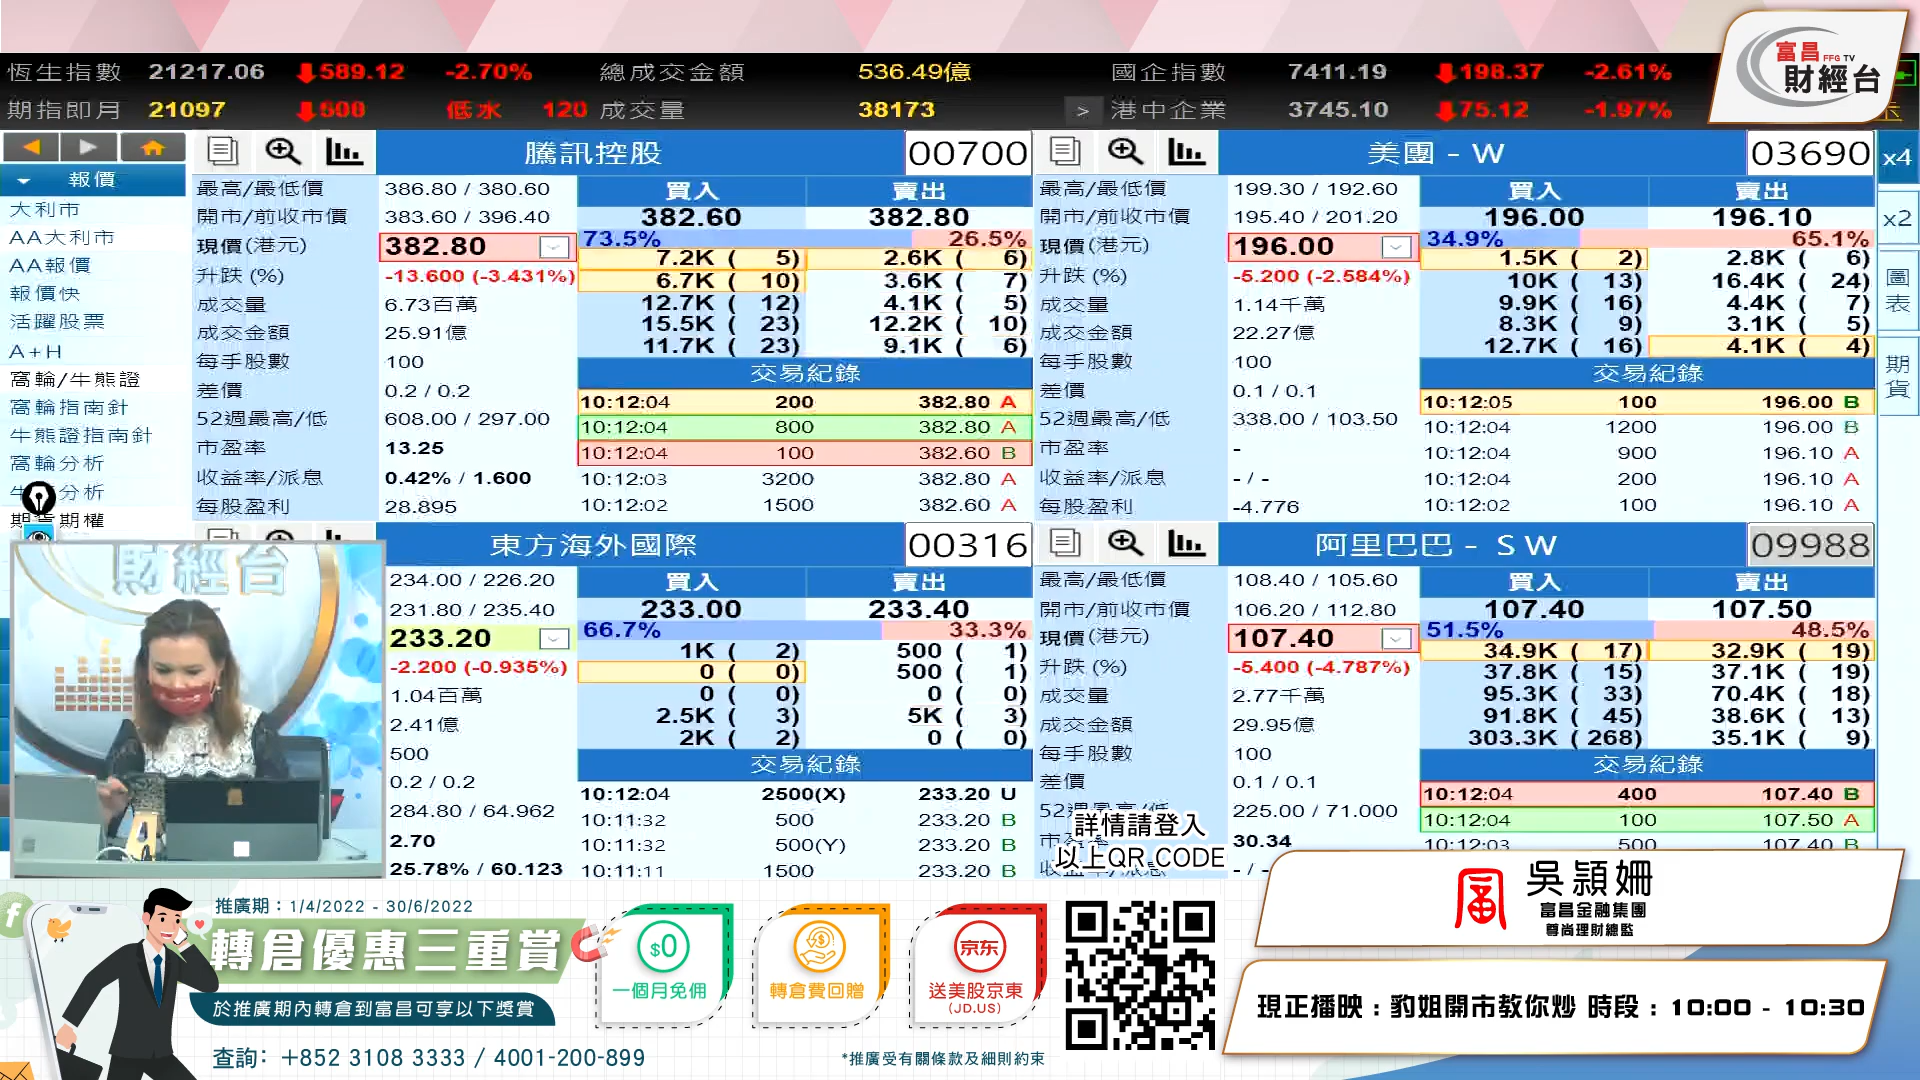 恆生指數 21217.06 589.12 -2.70% 總成交金額 536.49億 國企指數 7411.19 198.37 -2.61%
期指即月 21097 500 低水 120 成交量 38173 > 港中企業 3745.10 75.12 -1.97%
富昌 FFG TV
財經台
報價
大利市
AA大利市
AA報價
報價快
活躍股票
A+H
窩輪/牛熊證
窩輪指南針
牛熊證指南針
窩輪分析
分析
期權
騰訊控股 00700
最高/最低價 386.80 / 380.60
開市/前收市價 383.60 / 396.40
現價(港元) 382.80
升跌 (%) -13.600 (-3.431%)
成交量 6.73百萬
成交金額 25.91億
每手股數 100
差價 0.2 / 0.2
52週最高/低 608.00 / 297.00
市盈率 13.25
收益率/派息 0.42% / 1.600
每股盈利 28.895
買入 賣出
382.60 382.80
73.5% 26.5%
7.2K ( 5) 2.6K ( 6)
6.7K ( 10) 3.6K ( 7)
12.7K ( 12) 4.1K ( 5)
15.5K ( 23) 12.2K ( 10)
11.7K ( 23) 9.1K ( 6)
交易紀錄
10:12:04 200 382.80 A
10:12:04 800 382.80 A
10:12:04 100 382.60 B
10:12:03 3200 382.80 A
10:12:02 1500 382.60 A
美團 - W 03690
最高/最低價 199.30 / 192.60
開市/前收市價 195.40 / 201.20
現價(港元) 196.00
升跌 (%) -5.200 (-2.584%)
成交量 1.14千萬
成交金額 22.27億
每手股數 100
差價 0.1 / 0.1
52週最高/低 338.00 / 103.50
市盈率 -
收益率/派息 - / -
每股盈利 -4.776
買入 賣出
196.00 196.10
34.9% 65.1%
1.5K ( 2) 2.8K ( 6)
10K ( 13) 16.4K ( 24)
9.9K ( 16) 4.4K ( 7)
8.3K ( 9) 3.1K ( 5)
12.7K ( 16) 4.1K ( 4)
交易紀錄
10:12:05 100 196.00 B
10:12:04 1200 196.00 B
10:12:04 900 196.10 A
10:12:04 200 196.10 A
10:12:02 100 196.10 A
x4
x2
圖表
期貨
財經台
東方海外國際 00316
234.00 / 226.20
231.80 / 235.40
233.20
-2.200 (-0.935%)
1.04百萬
2.41億
500
0.2 / 0.2
284.80 / 64.962
2.70
25.78% / 60.123
買入 賣出
233.00 233.40
66.7% 33.3%
1K ( 2) 500 ( 1)
0 ( 0) 500 ( 1)
0 ( 0) 0 ( 0)
2.5K ( 3) 5K ( 3)
2K ( 2) 0 ( 0)
交易紀錄
10:12:04 2500(X) 233.20 U
10:11:32 500 233.20 B
10:11:32 500(Y) 233.20 B
10:11:11 1500 233.20 B
阿里巴巴 - ＳＷ 09988
最高/最低價 108.40 / 105.60
開市/前收市價 106.20 / 112.80
現價(港元) 107.40
升跌 (%) -5.400 (-4.787%)
成交量 2.77千萬
成交金額 29.95億
每手股數 100
差價 0.1 / 0.1
52週最高/低 225.00 / 71.000
市盈率 30.34
- / -
買入 賣出
107.40 107.50
51.5% 48.5%
34.9K ( 17) 32.9K ( 19)
37.8K ( 15) 37.1K ( 19)
95.3K ( 33) 70.4K ( 18)
91.8K ( 45) 38.6K ( 13)
303.3K ( 268) 35.1K ( 9)
交易紀錄
10:12:04 400 107.40 B
10:12:04 100 107.50 A
10:12:03 500 107.40 B
詳情請登入
以上QR CODE
推廣期：1/4/2022 - 30/6/2022
轉倉優惠三重賞
於推廣期內轉倉到富昌可享以下獎賞
查詢： +852 3108 3333 / 4001-200-899
$0
一個月免佣
轉倉費回贈
京东
送美股京東
(JD.US)
*推廣受有關條款及細則約束
吳穎姍
富昌金融集團
尊尚理財總監
現正播映：豹姐開市教你炒 時段：10:00 - 10:30